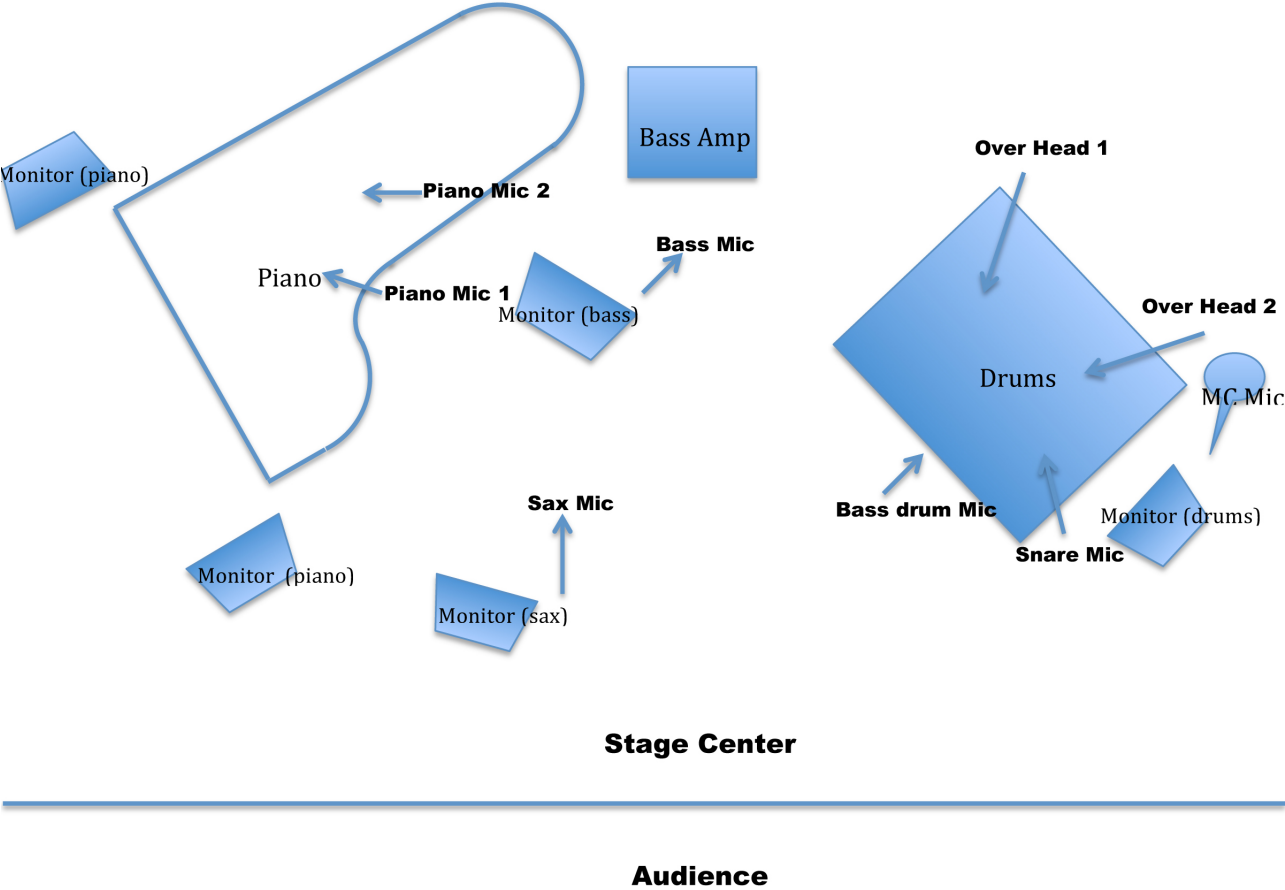 Bass Amp
Over Head 1
Monitor (piano)
Piano Mic 2
Bass Mic
Piano
Piano Mic 1
Monitor (bass)
Over Head 2
Drums
MC Mic
Sax Mic
Bass drum Mic
Monitor (drums)
Snare Mic
Monitor (piano)
Monitor (sax)
Stage Center
Audience